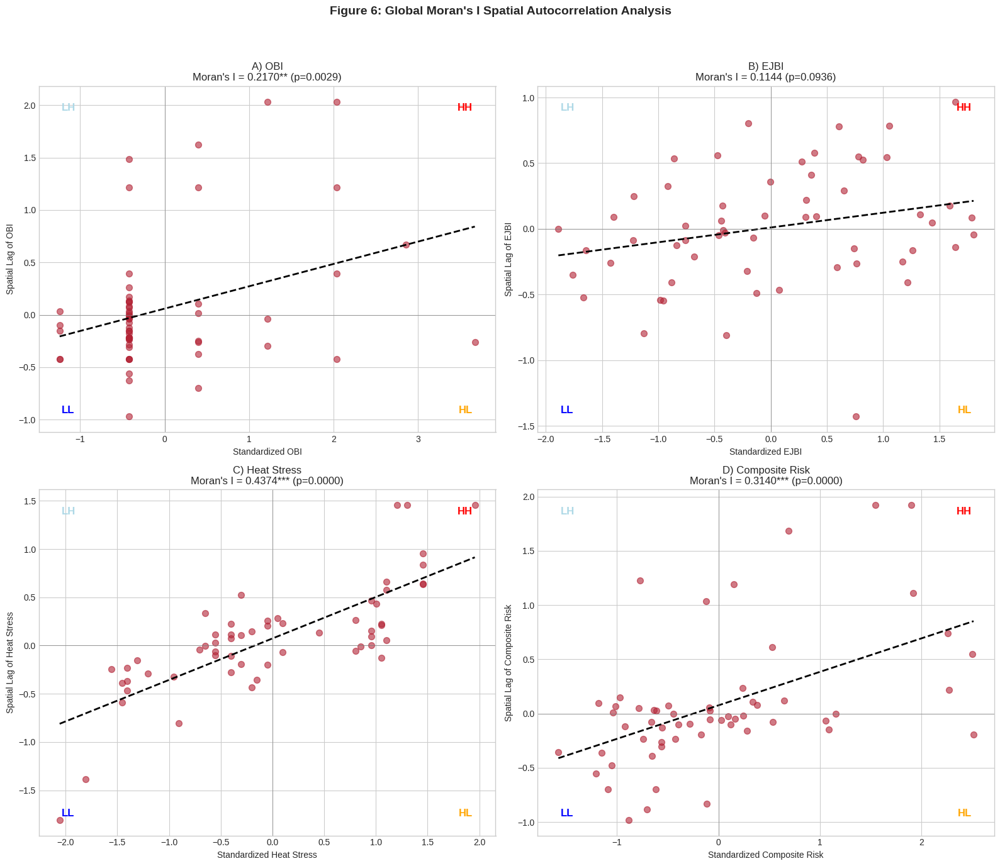 Figure 6: Global Moran's I Spatial Autocorrelation Analysis
A) OBI
Moran's I = 0.2170** (p=0.0029)
LH
HH
LL
HL
2.0
1.5
1.0
0.5
0.0
−0.5
−1.0
Spatial Lag of OBI
−1
0
1
2
3
Standardized OBI
B) EJBI
Moran's I = 0.1144 (p=0.0936)
LH
HH
LL
HL
1.0
0.5
0.0
−0.5
−1.0
−1.5
Spatial Lag of EJBI
−2.0
−1.5
−1.0
−0.5
0.0
0.5
1.0
1.5
Standardized EJBI
C) Heat Stress
Moran's I = 0.4374*** (p=0.0000)
LH
HH
LL
HL
1.5
1.0
0.5
0.0
−0.5
−1.0
−1.5
Spatial Lag of Heat Stress
−2.0
−1.5
−1.0
−0.5
0.0
0.5
1.0
1.5
2.0
Standardized Heat Stress
D) Composite Risk
Moran's I = 0.3140*** (p=0.0000)
LH
HH
LL
HL
2.0
1.5
1.0
0.5
0.0
−0.5
−1.0
Spatial Lag of Composite Risk
−1
0
1
2
Standardized Composite Risk